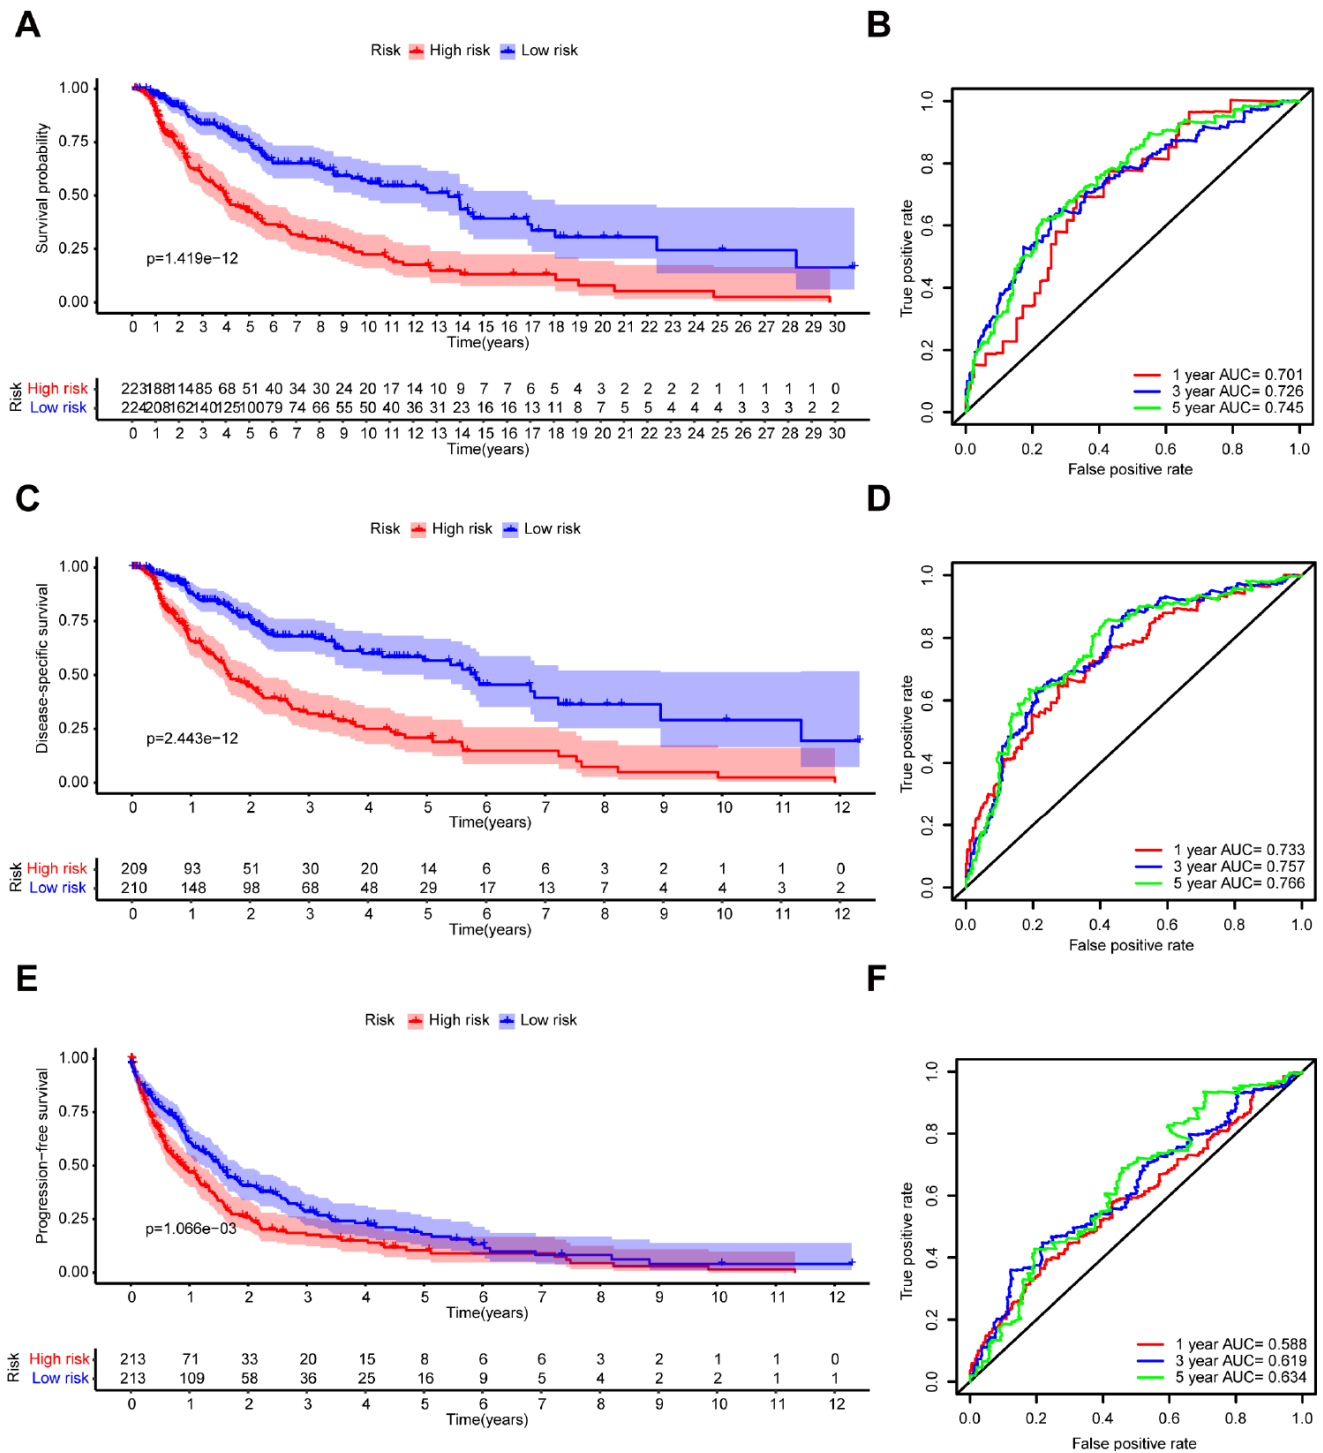 A
Risk High risk Low risk
Survival probability
1.00
0.75
0.50
0.25
0.00
p=1.419e−12
0 1 2 3 4 5 6 7 8 9 10 11 12 13 14 15 16 17 18 19 20 21 22 23 24 25 26 27 28 29 30
Time(years)
Risk
High risk 223 188 114 85 68 51 40 34 30 24 20 17 14 10 9 7 7 6 5 4 3 2 2 2 2 1 1 1 1 1 0
Low risk 224 208 162 140 125 100 79 74 66 55 50 40 36 31 23 16 16 13 11 8 7 5 5 4 4 4 3 3 3 2 2
0 1 2 3 4 5 6 7 8 9 10 11 12 13 14 15 16 17 18 19 20 21 22 23 24 25 26 27 28 29 30
Time(years)
B
True positive rate
1.0
0.8
0.6
0.4
0.2
0.0
1 year AUC= 0.701
3 year AUC= 0.726
5 year AUC= 0.745
0.0 0.2 0.4 0.6 0.8 1.0
False positive rate
C
Risk High risk Low risk
Disease−specific survival
1.00
0.75
0.50
0.25
0.00
p=2.443e−12
0 1 2 3 4 5 6 7 8 9 10 11 12
Time(years)
Risk
High risk 209 93 51 30 20 14 6 6 3 2 1 1 0
Low risk 210 148 98 68 48 29 17 13 7 4 4 3 2
0 1 2 3 4 5 6 7 8 9 10 11 12
Time(years)
D
True positive rate
1.0
0.8
0.6
0.4
0.2
0.0
1 year AUC= 0.733
3 year AUC= 0.757
5 year AUC= 0.766
0.0 0.2 0.4 0.6 0.8 1.0
False positive rate
E
Risk High risk Low risk
Progression−free survival
1.00
0.75
0.50
0.25
0.00
p=1.066e−03
0 1 2 3 4 5 6 7 8 9 10 11 12
Time(years)
Risk
High risk 213 71 33 20 15 8 6 6 3 2 1 1 0
Low risk 213 109 58 36 25 16 9 5 4 2 2 1 1
0 1 2 3 4 5 6 7 8 9 10 11 12
Time(years)
F
True positive rate
1.0
0.8
0.6
0.4
0.2
0.0
1 year AUC= 0.588
3 year AUC= 0.619
5 year AUC= 0.634
0.0 0.2 0.4 0.6 0.8 1.0
False positive rate